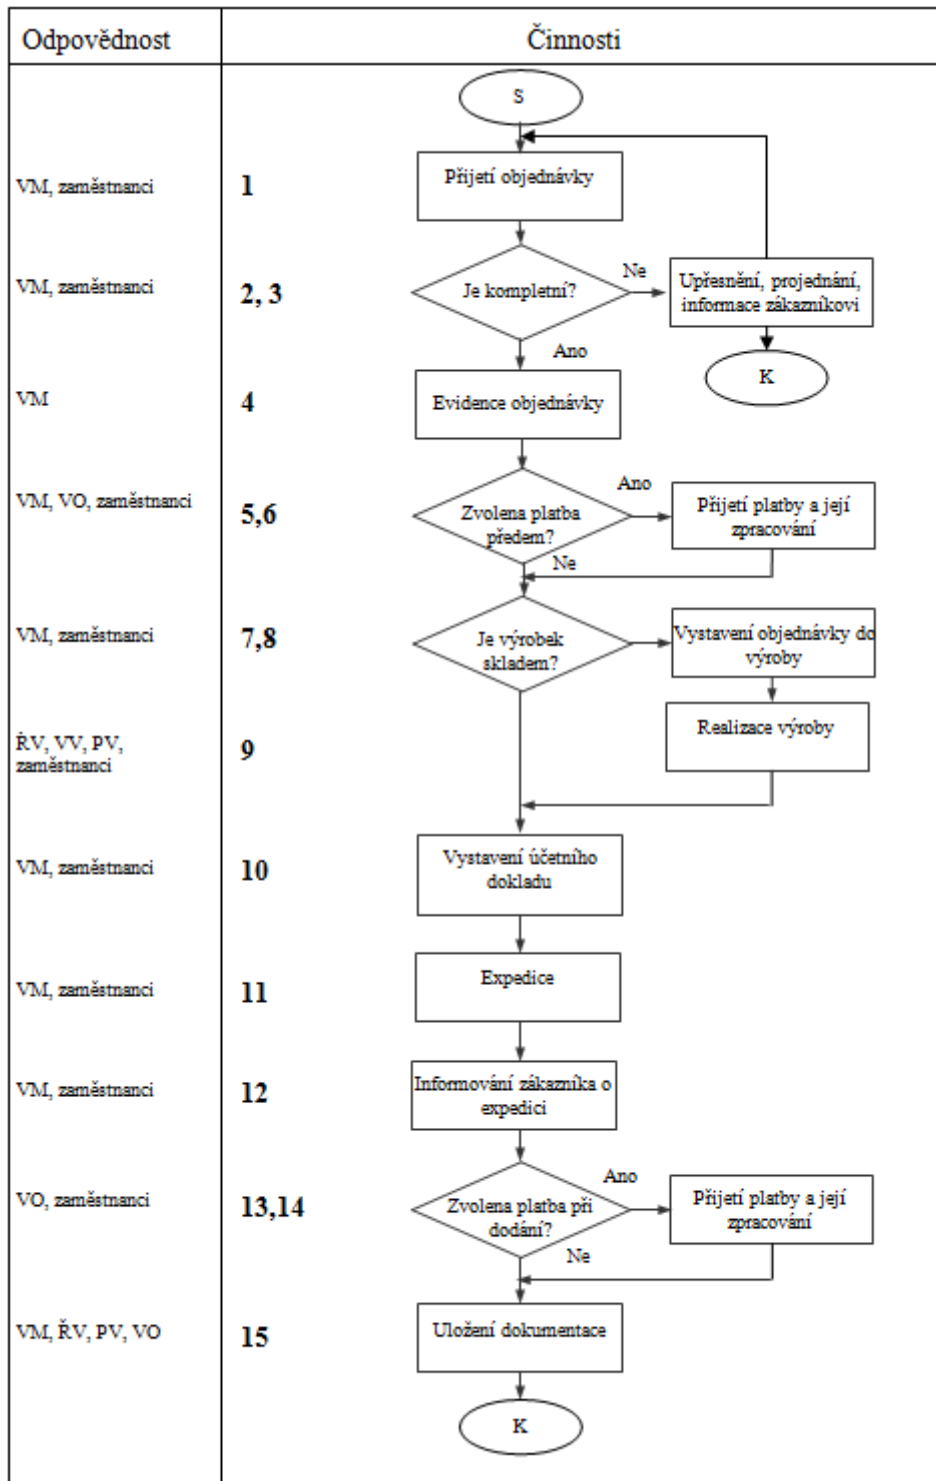 Odpovědnost
Činnosti
S
VM, zaměstnanci
1
Přijetí objednávky
VM, zaměstnanci
2, 3
Je kompletní?
Ne
Upřesnění, projednání,
informace zákazníkovi
Ano
K
VM
4
Evidence objednávky
VM, VO, zaměstnanci
5,6
Zvolena platba
předem?
Ano
Přijetí platby a její
zpracování
Ne
VM, zaměstnanci
7,8
Je výrobek
skladem?
Vystavení objednávky do
výroby
ŘV, VV, PV,
zaměstnanci
9
Realizace výroby
VM, zaměstnanci
10
Vystavení účetního
dokladu
VM, zaměstnanci
11
Expedice
VM, zaměstnanci
12
Informování zákazníka o
expedici
VO, zaměstnanci
13,14
Zvolena platba při
dodání?
Ano
Přijetí platby a její
zpracování
Ne
VM, ŘV, PV, VO
15
Uložení dokumentace
K